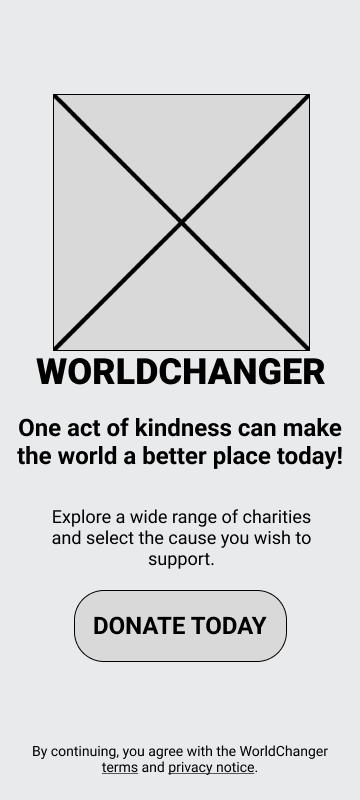 WORLDCHANGER
One act of kindness can make
the world a better place today!
Explore a wide range of charities
and select the cause you wish to
support.
DONATE TODAY
By continuing, you agree with the WorldChanger
terms and privacy notice.